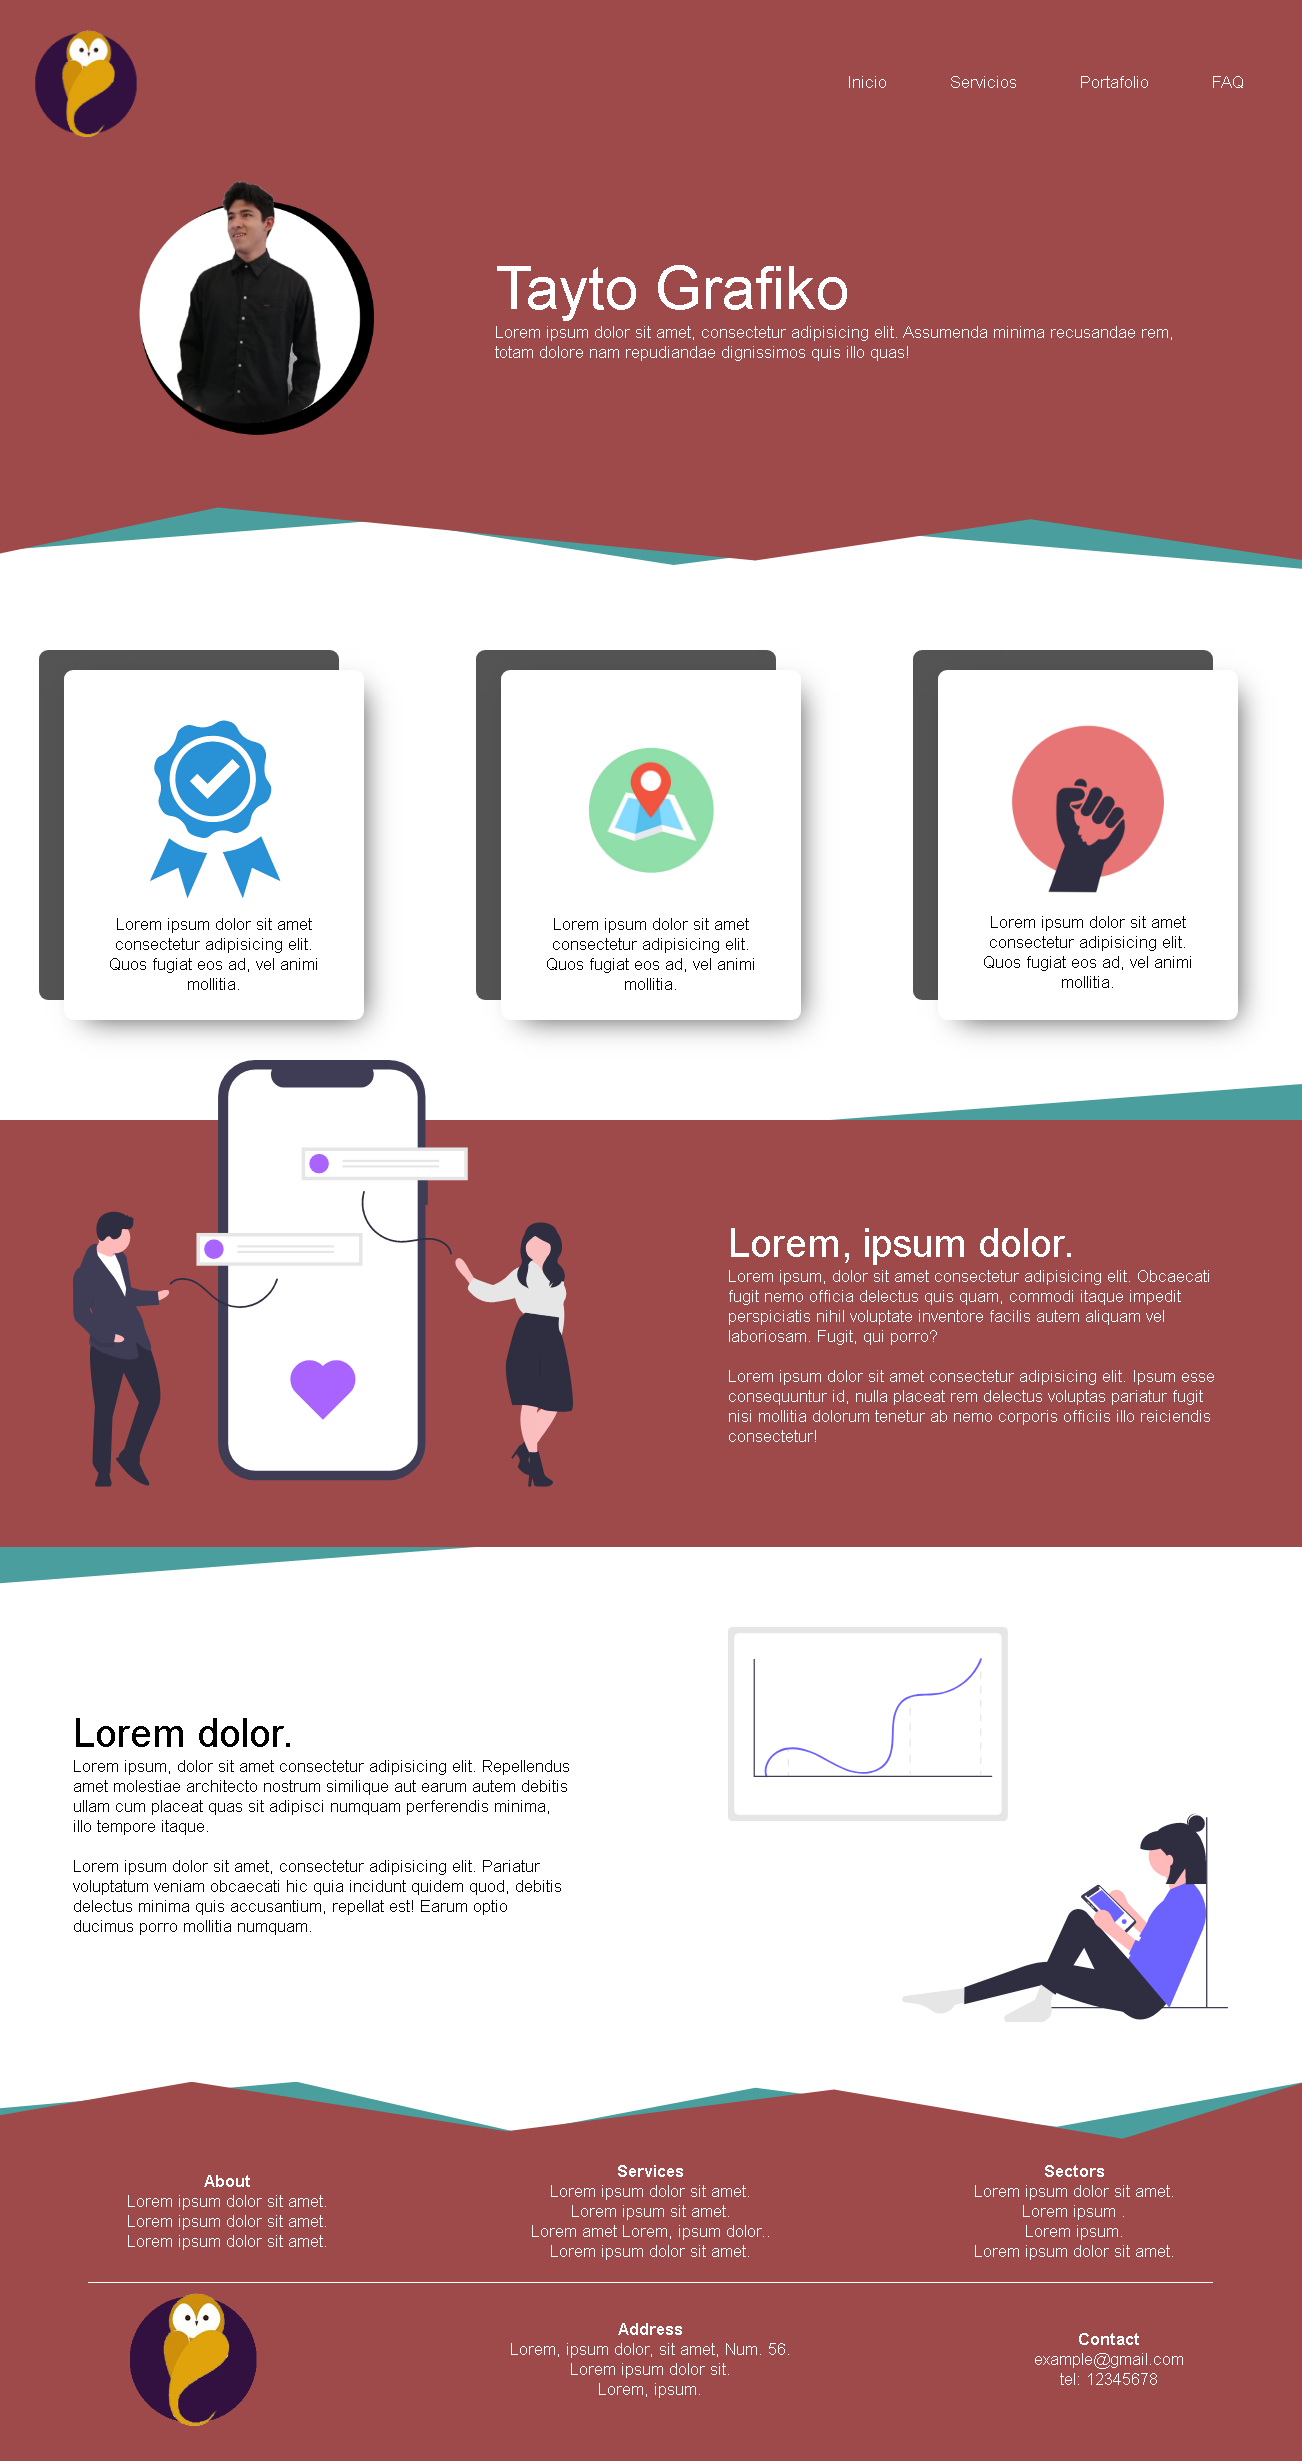 Inicio Servicios Portafolio FAQ
Tayto Grafiko
Lorem ipsum dolor sit amet, consectetur adipisicing elit. Assumenda minima recusandae rem,
totam dolore nam repudiandae dignissimos quis illo quas!
Lorem ipsum dolor sit amet
consectetur adipisicing elit.
Quos fugiat eos ad, vel animi
mollitia.
Lorem ipsum dolor sit amet
consectetur adipisicing elit.
Quos fugiat eos ad, vel animi
mollitia.
Lorem ipsum dolor sit amet
consectetur adipisicing elit.
Quos fugiat eos ad, vel animi
mollitia.
Lorem, ipsum dolor.
Lorem ipsum, dolor sit amet consectetur adipisicing elit. Obcaecati
fugit nemo officia delectus quis quam, commodi itaque impedit
perspiciatis nihil voluptate inventore facilis autem aliquam vel
laboriosam. Fugit, qui porro?
Lorem ipsum dolor sit amet consectetur adipisicing elit. Ipsum esse
consequuntur id, nulla placeat rem delectus voluptas pariatur fugit
nisi mollitia dolorum tenetur ab nemo corporis officiis illo reiciendis
consectetur!
Lorem dolor.
Lorem ipsum, dolor sit amet consectetur adipisicing elit. Repellendus
amet molestiae architecto nostrum similique aut earum autem debitis
ullam cum placeat quas sit adipisci numquam perferendis minima,
illo tempore itaque.
Lorem ipsum dolor sit amet, consectetur adipisicing elit. Pariatur
voluptatum veniam obcaecati hic quia incidunt quidem quod, debitis
delectus minima quis accusantium, repellat est! Earum optio
ducimus porro mollitia numquam.
About
Lorem ipsum dolor sit amet.
Lorem ipsum dolor sit amet.
Lorem ipsum dolor sit amet.
Services
Lorem ipsum dolor sit amet.
Lorem ipsum sit amet.
Lorem amet Lorem, ipsum dolor..
Lorem ipsum dolor sit amet.
Sectors
Lorem ipsum dolor sit amet.
Lorem ipsum .
Lorem ipsum.
Lorem ipsum dolor sit amet.
Address
Lorem, ipsum dolor, sit amet, Num. 56.
Lorem ipsum dolor sit.
Lorem, ipsum.
Contact
example@gmail.com
tel: 12345678